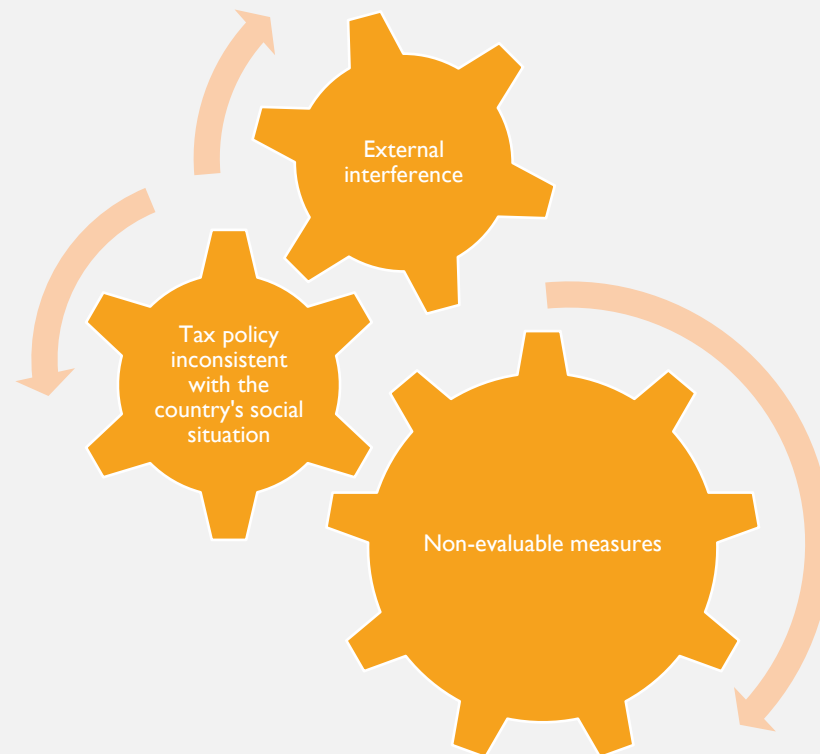 External
interference
Tax policy
inconsistent
with the
country's social
situation
Non-evaluable measures